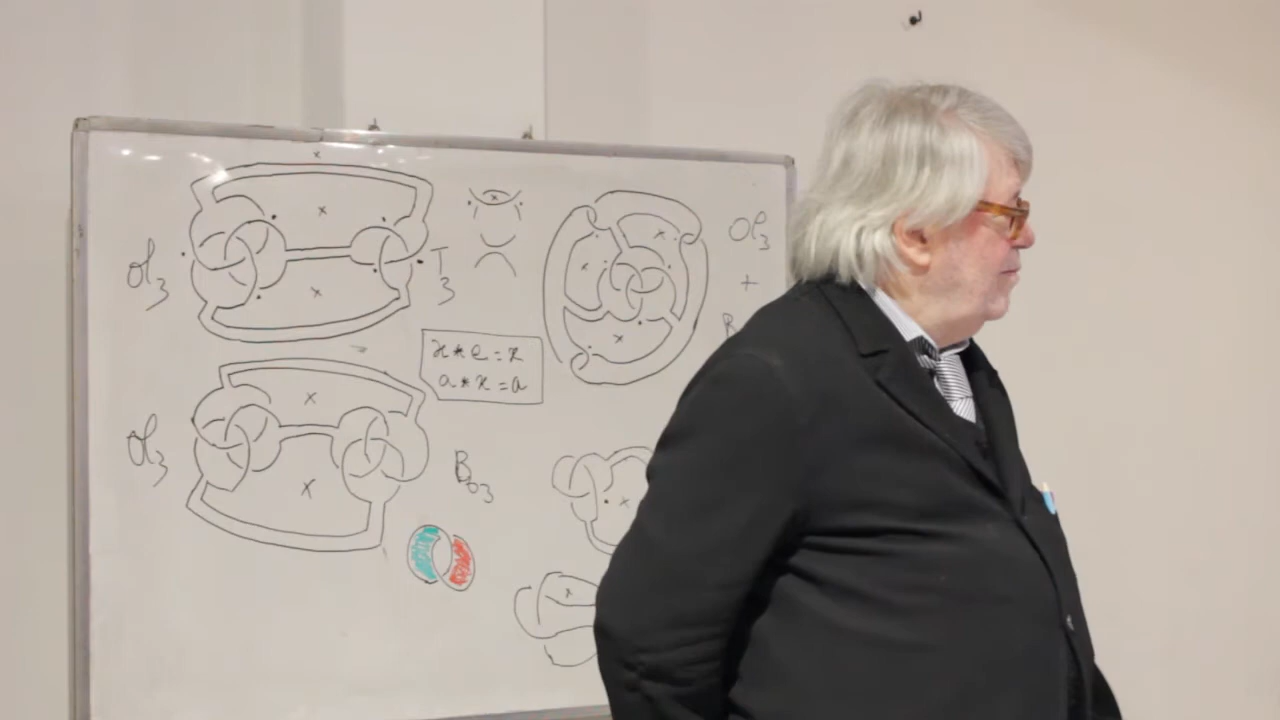 Ol₃
T₃
Ol₃
+
B
x * e = x
a * x = a
Ol₃
B₀₃